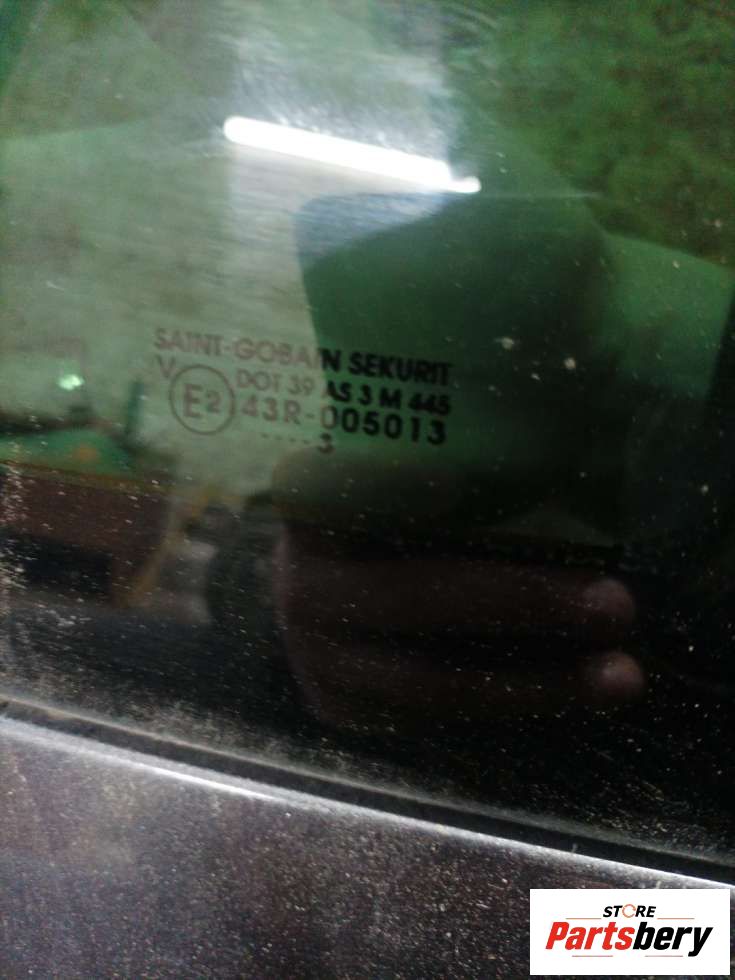 SAINT-GOBAIN SEKURIT
V DOT 39 AS 3 M 445
E2 43R-005013
----3
STORE
Partsbery